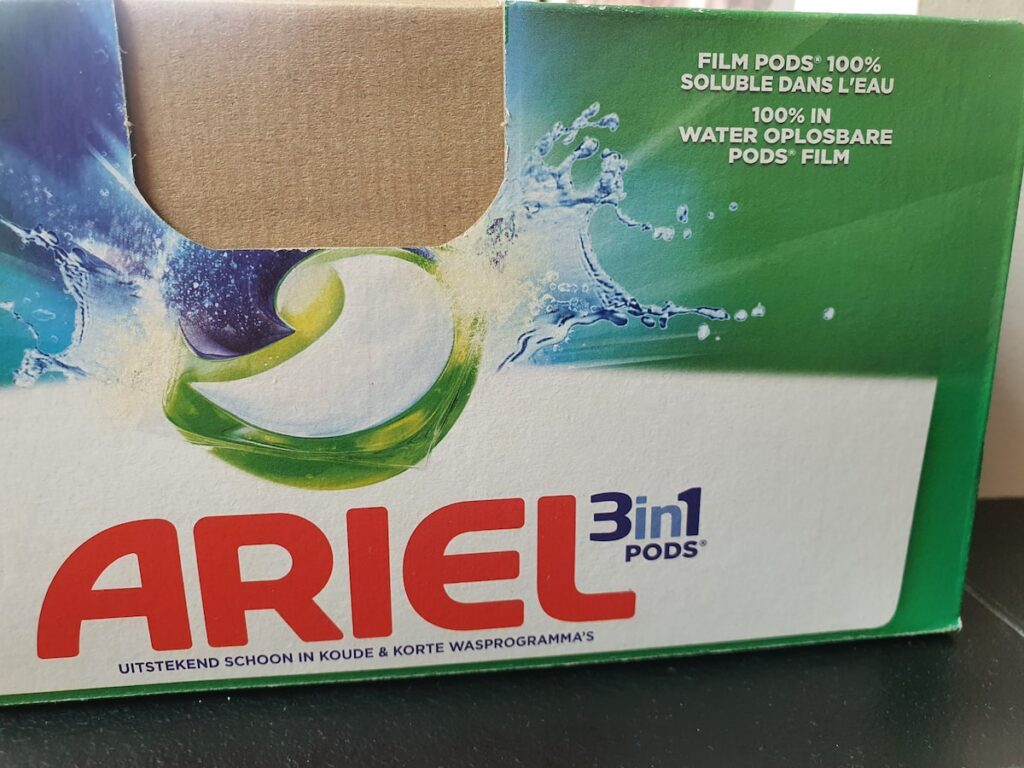 FILM PODS® 100%
SOLUBLE DANS L'EAU
100% IN
WATER OPLOSBARE
PODS® FILM
ARIEL
3in1
PODS®
UITSTEKEND SCHOON IN KOUDE & KORTE WASPROGRAMMA'S